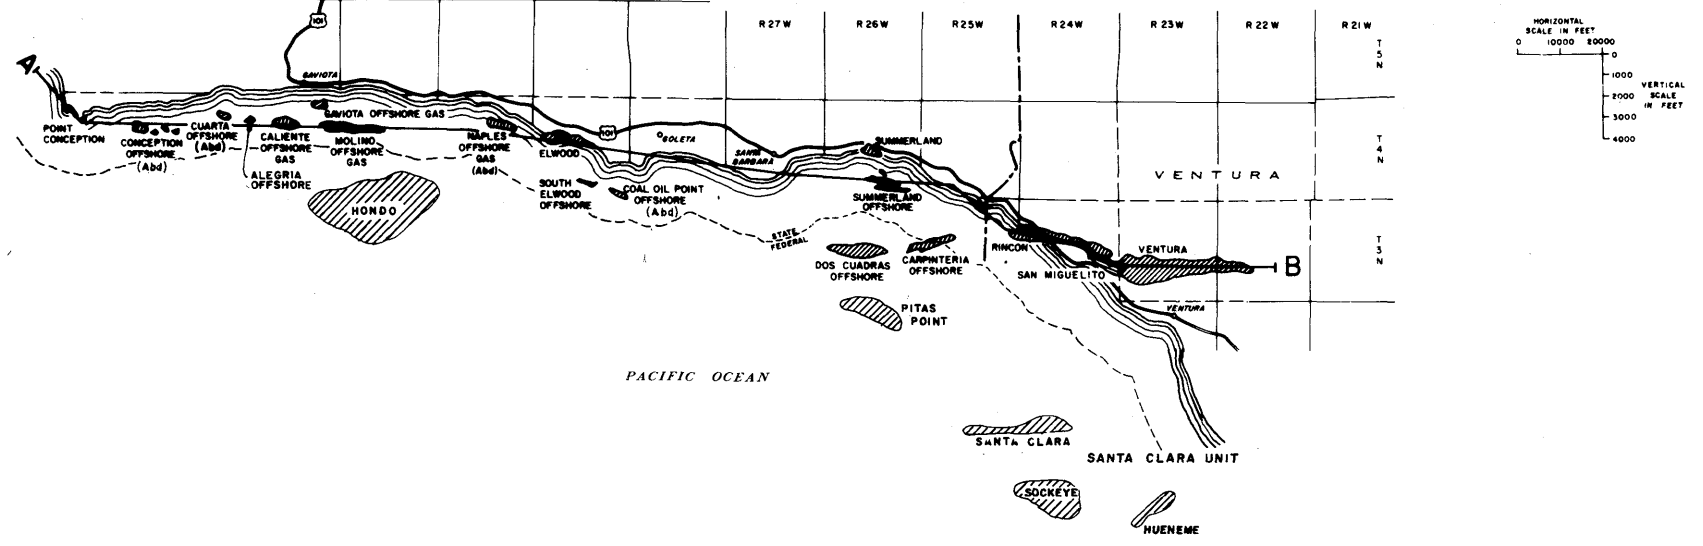 101
R 27 W
R 26 W
R 25 W
R 24 W
R 23 W
R 22 W
R 21 W
HORIZONTAL
SCALE IN FEET
0 10000 20000
0
1000
2000
3000
4000
VERTICAL
SCALE
IN FEET
T
5
N
A
GAVIOTA
POINT
CONCEPTION
CONCEPTION
OFFSHORE
(Abd)
CUARTA
OFFSHORE
(Abd)
ALEGRIA
OFFSHORE
GAVIOTA OFFSHORE GAS
CALIENTE
OFFSHORE
GAS
MOLINO
OFFSHORE
GAS
NAPLES
OFFSHORE
GAS
(Abd)
ELWOOD
101
GOLETA
SANTA
BARBARA
SUMMERLAND
T
4
N
VENTURA
HONDO
SOUTH
ELWOOD
OFFSHORE
COAL OIL POINT
OFFSHORE
(Abd)
SUMMERLAND
OFFSHORE
STATE
FEDERAL
DOS CUADRAS
OFFSHORE
CARPINTERIA
OFFSHORE
RINCON
SAN MIGUELITO
VENTURA
B
T
3
N
PITAS
POINT
VENTURA
PACIFIC OCEAN
SANTA CLARA
SANTA CLARA UNIT
SOCKEYE
HUENEME